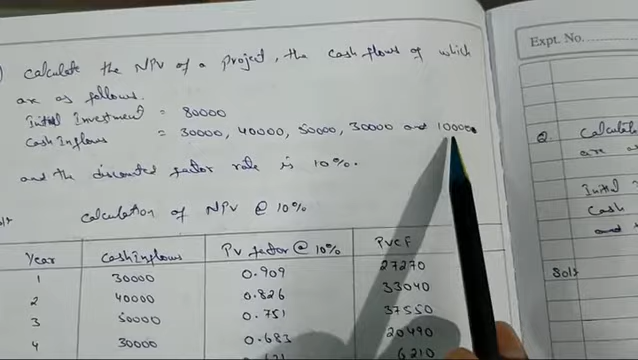 Calculate the NPV of a project, the cash flows of which
are as follows.
Initial Investment = 80000
Cash Inflows = 30000, 40000, 50000, 30000 and 10000
and the discounted factor rate is 10%.
Calculation of NPV @ 10%
Year Cash inflows PV factor @ 10% PVCF
1 30000 0.909 27270
2 40000 0.826 33040
3 50000 0.751 37550
4 30000 0.683 20490
6210
Expt. No.
Q. Calculate
are as
Initial
Cash
and
Sol: